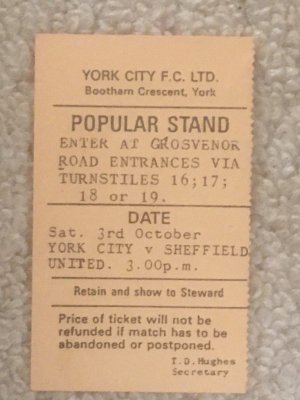 YORK CITY F.C. LTD.
Bootham Crescent, York
POPULAR STAND
ENTER AT GROSVENOR
ROAD ENTRANCES VIA
TURNSTILES 16;17;
18 or 19.
DATE
Sat. 3rd October
YORK CITY v SHEFFIELD
UNITED. 3.00p.m.
Retain and show to Steward
Price of ticket will not be
refunded if match has to be
abandoned or postponed.
T.D.Hughes
Secretary